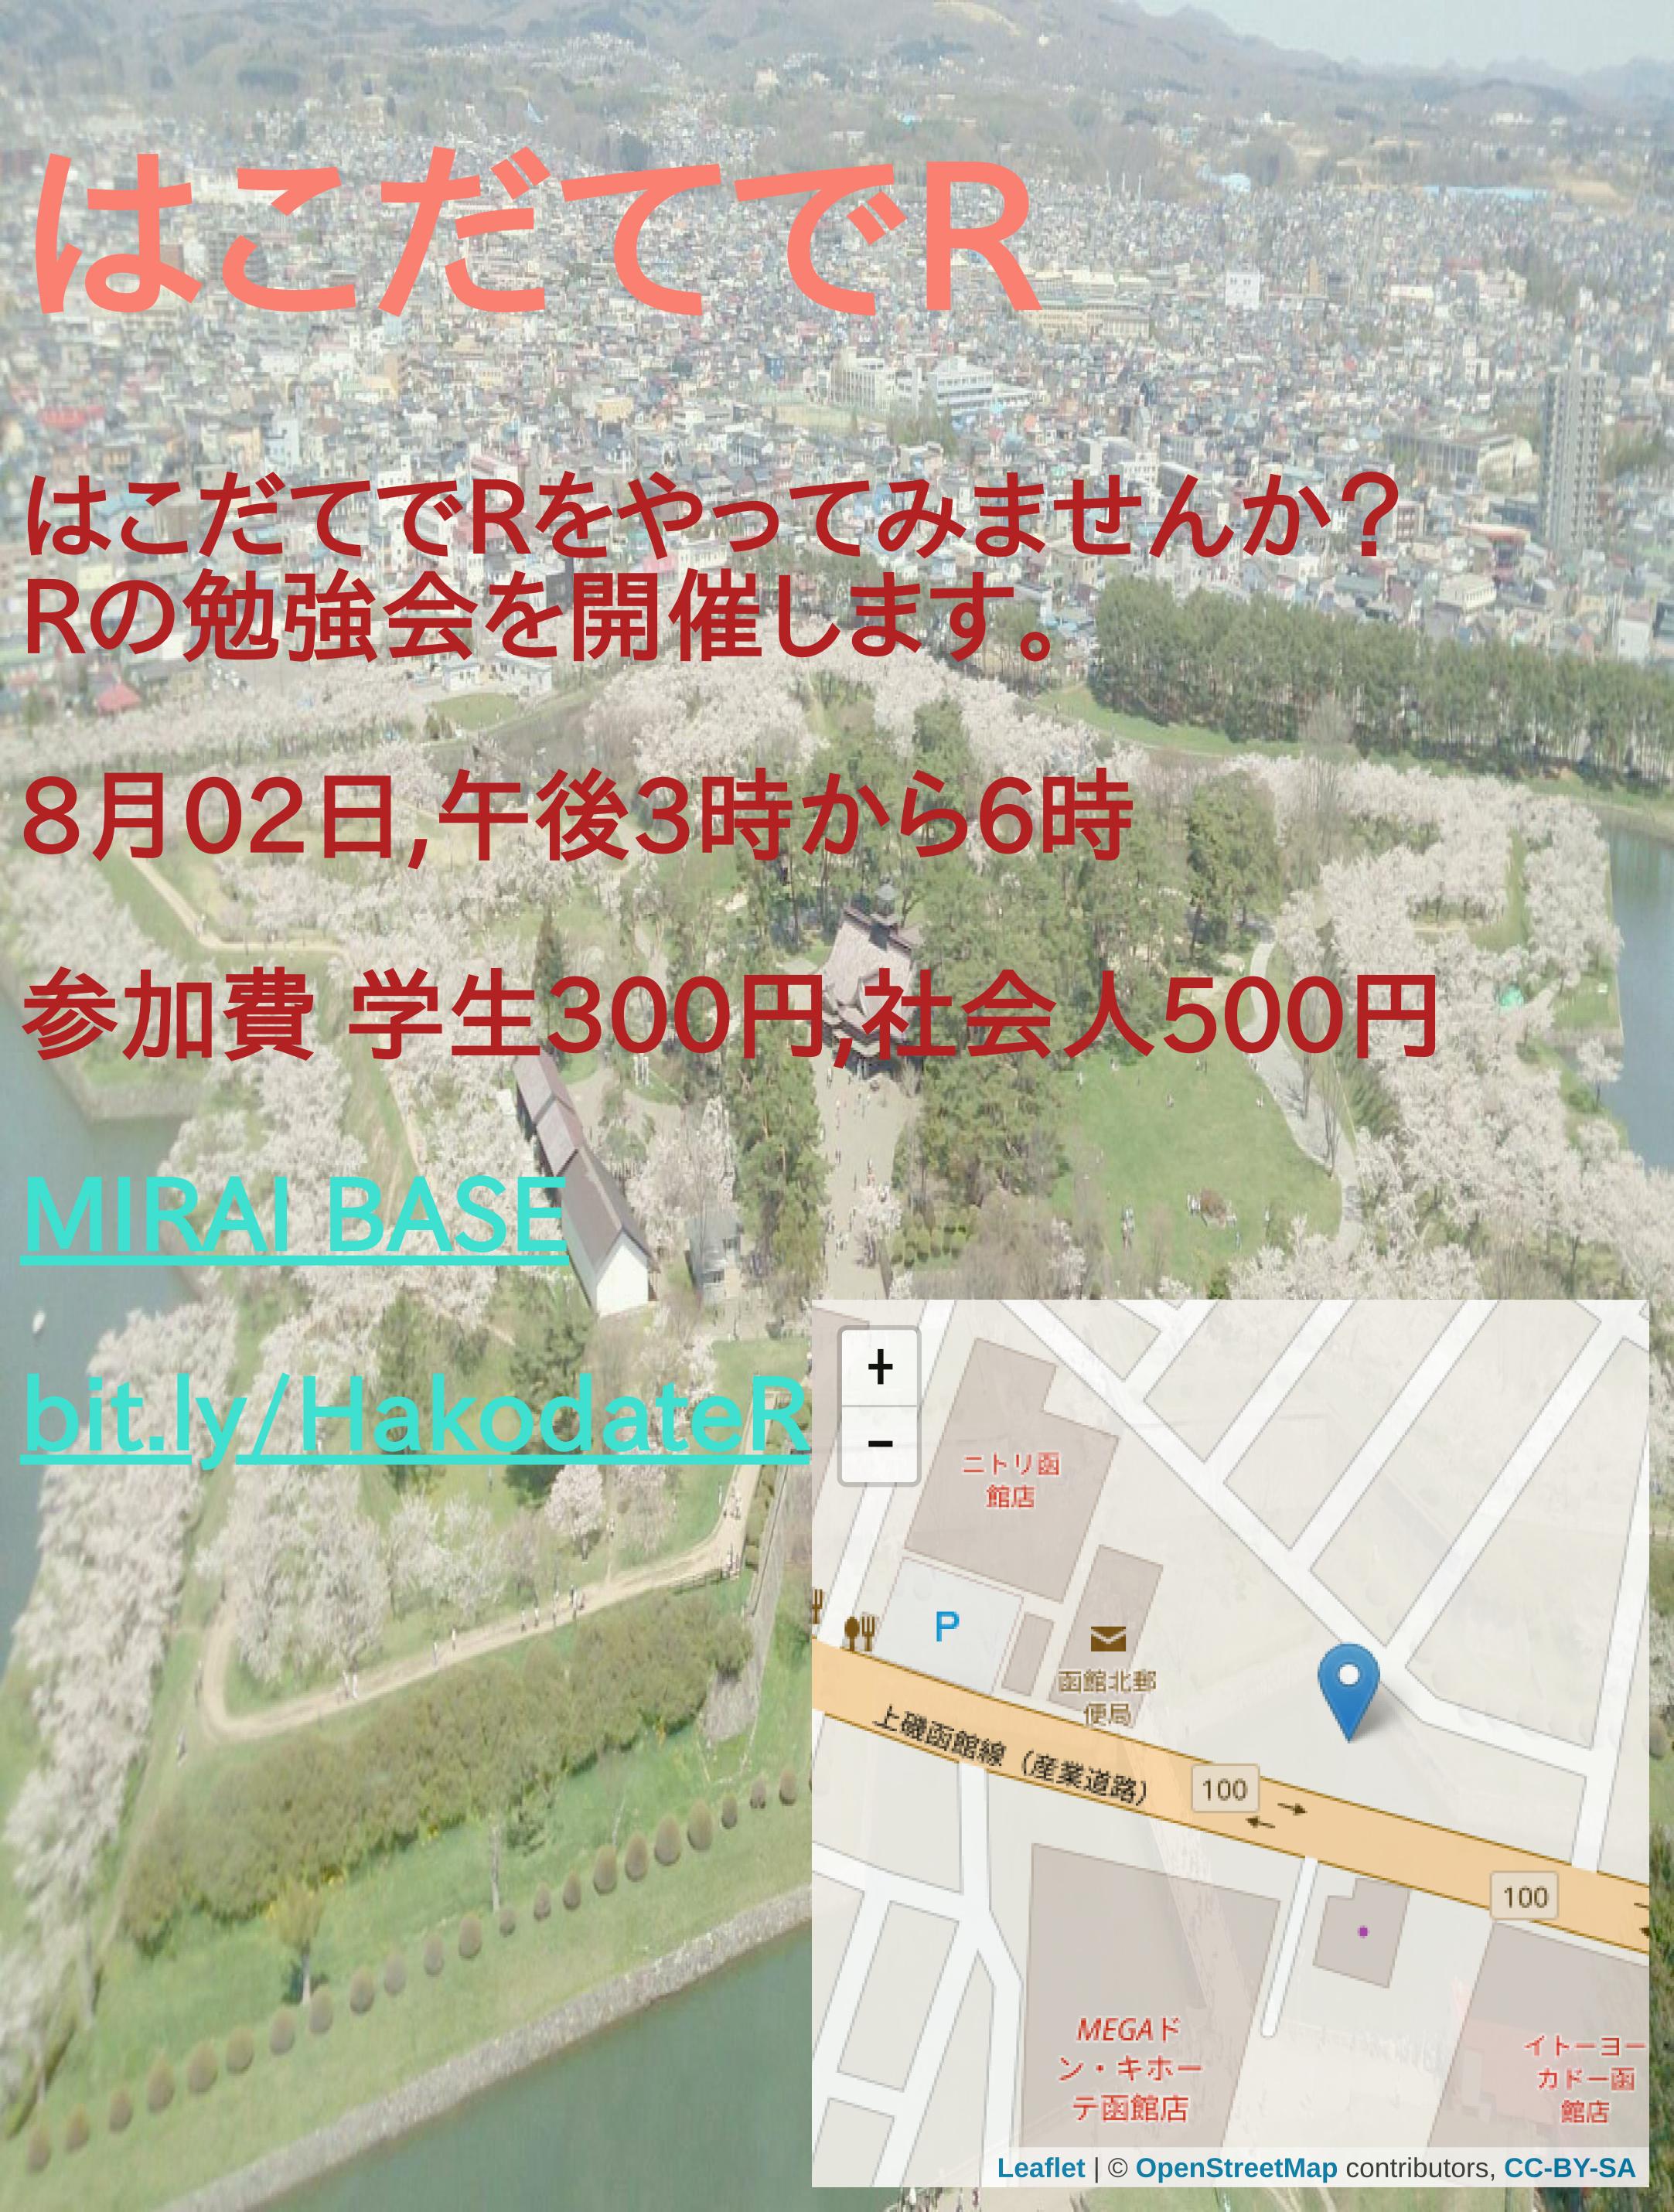 はこだてでR
はこだてでRをやってみませんか?
Rの勉強会を開催します。
8月02日,午後3時から6時
参加費 学生300円,社会人500円
MIRAI BASE
bit.ly/HakodateR
+
−
ニトリ函
館店
P
函館北郵
便局
上磯函館線（産業道路）
100
100
MEGAド
ン・キホー
テ函館店
イトーヨー
カドー函
館店
Leaflet | © OpenStreetMap contributors, CC-BY-SA